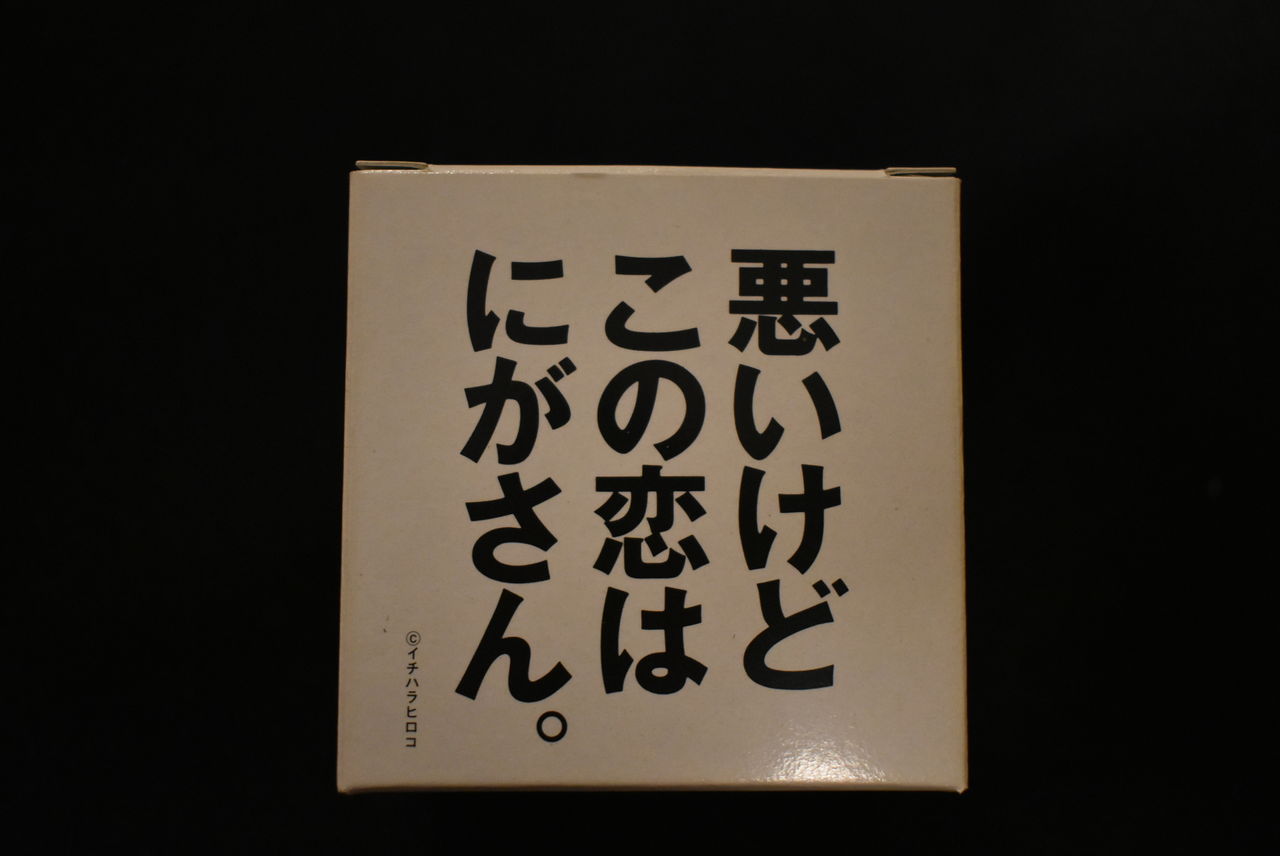 悪いけど
この恋は
にがさん。
©イチハラヒロコ